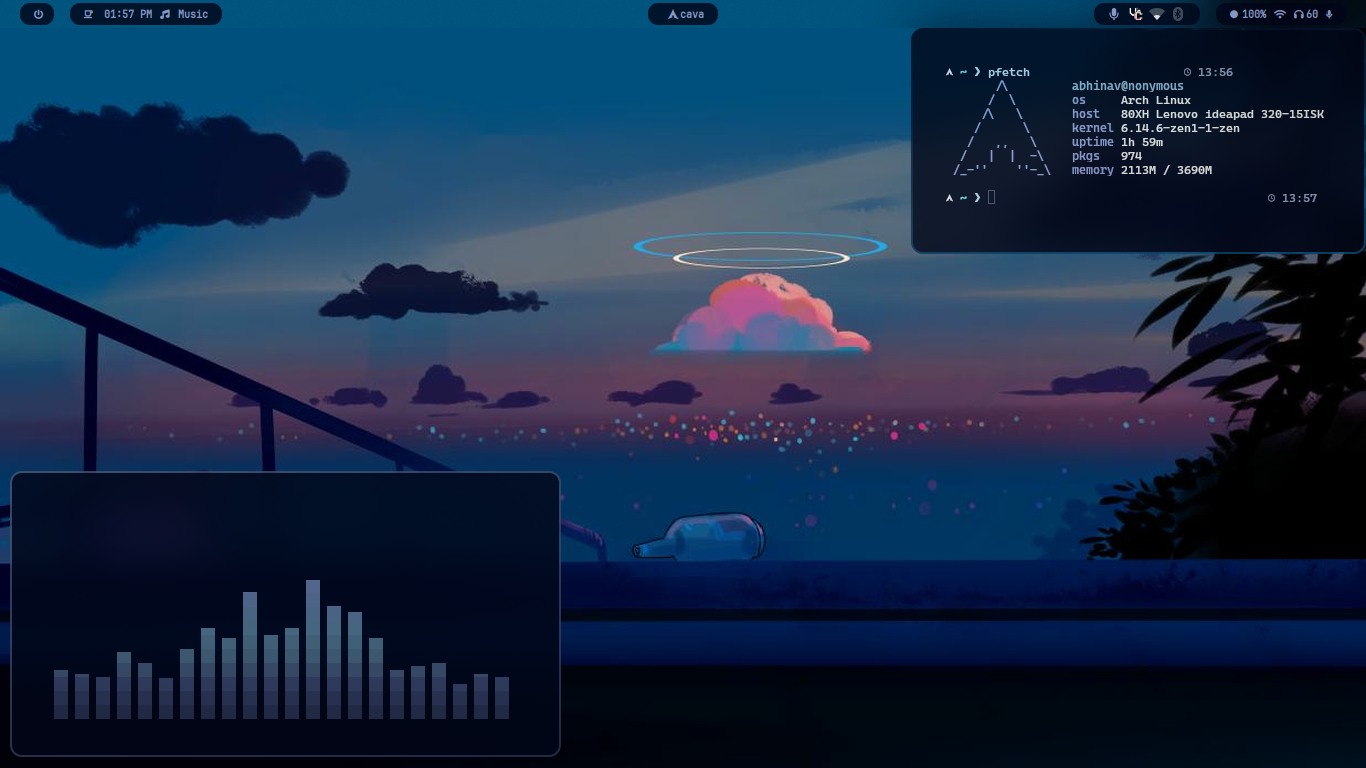 01:57 PM Music
cava
100% 60
~ ❯ pfetch 13:56
abhinav@nonymous
os Arch Linux
host 80XH Lenovo ideapad 320-15ISK
kernel 6.14.6-zen1-1-zen
uptime 1h 59m
pkgs 974
memory 2113M / 3690M
~ ❯ 13:57